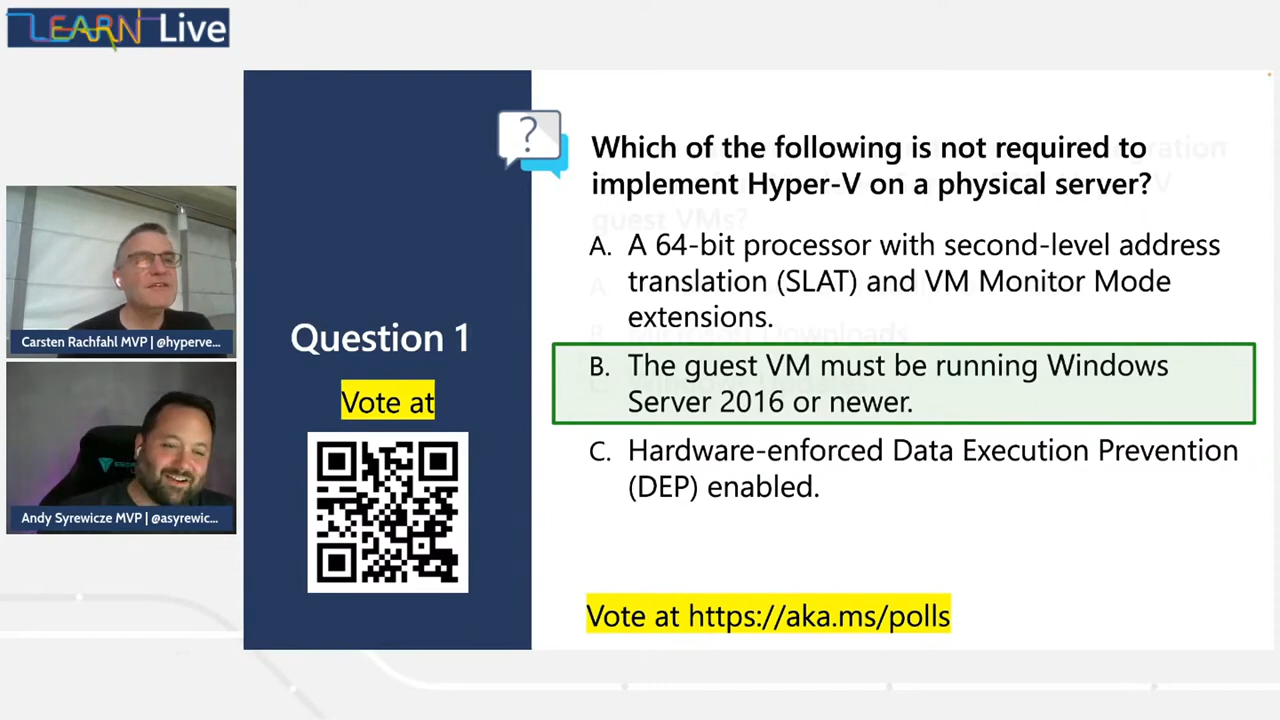 LEARN Live
Which of the following is not required to
implement Hyper-V on a physical server?
A. A 64-bit processor with second-level address
translation (SLAT) and VM Monitor Mode
extensions.
B. The guest VM must be running Windows
Server 2016 or newer.
C. Hardware-enforced Data Execution Prevention
(DEP) enabled.
Question 1
Vote at
Vote at https://aka.ms/polls
Carsten Rachfahl MVP | @hyperve...
Andy Syrewicze MVP | @asyrewic...